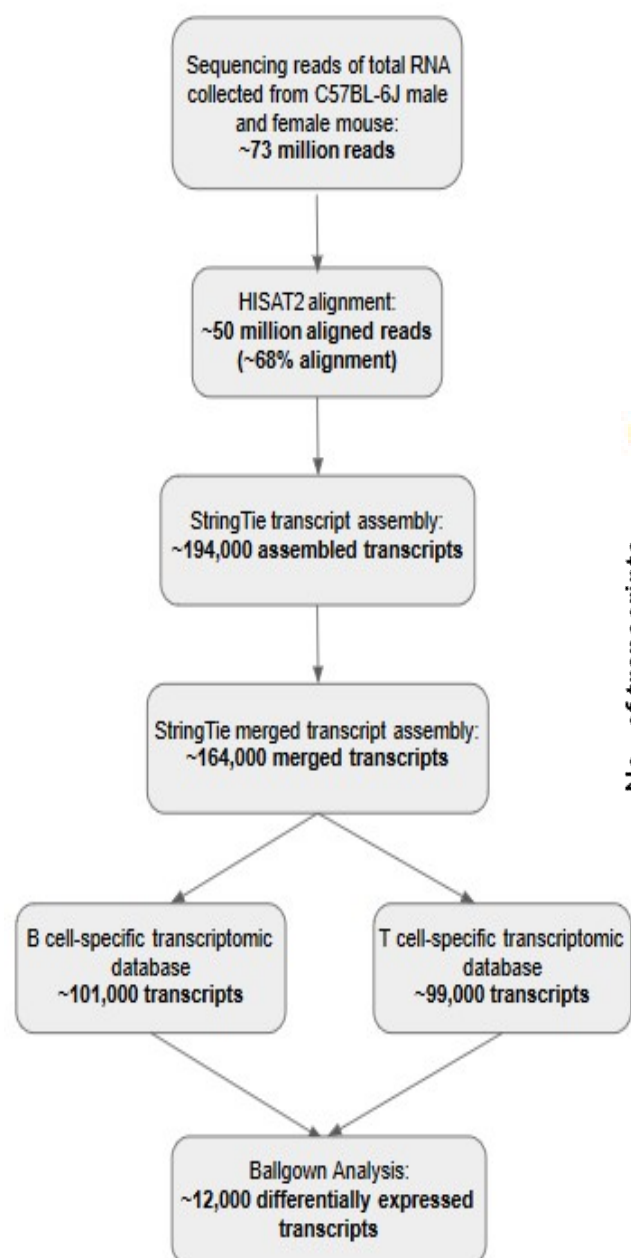 Sequencing reads of total RNA
collected from C57BL-6J male
and female mouse:
~73 million reads
HISAT2 alignment:
~50 million aligned reads
(~68% alignment)
StringTie transcript assembly:
~194,000 assembled transcripts
StringTie merged transcript assembly:
~164,000 merged transcripts
B cell-specific transcriptomic
database
~101,000 transcripts
T cell-specific transcriptomic
database
~99,000 transcripts
Ballgown Analysis:
~12,000 differentially expressed
transcripts